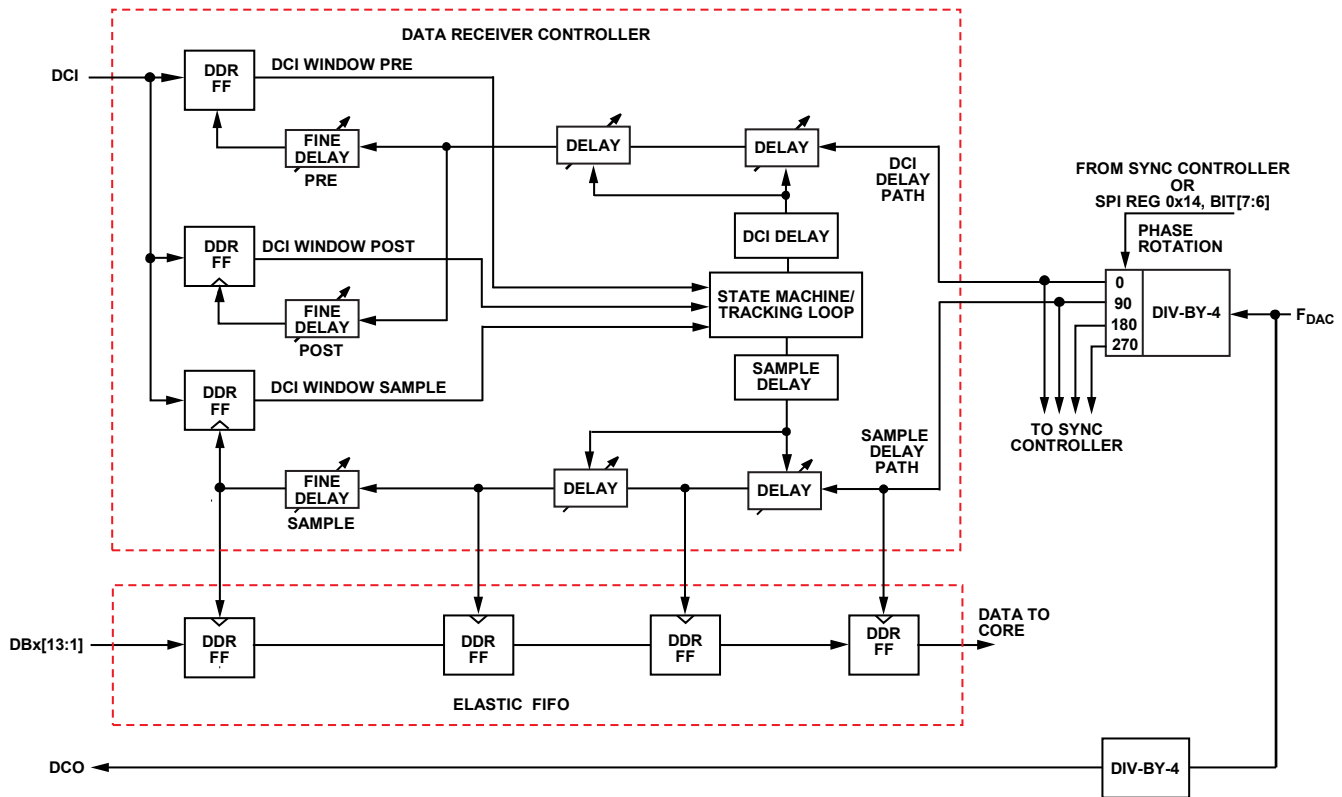 DATA RECEIVER CONTROLLER
DCI
DDR
FF
DCI WINDOW PRE
FINE
DELAY
PRE
DELAY
DELAY
DCI
DELAY
PATH
FROM SYNC CONTROLLER
OR
SPI REG 0x14, BIT[7:6]
PHASE
ROTATION
DDR
FF
DCI WINDOW POST
FINE
DELAY
POST
DCI DELAY
STATE MACHINE/
TRACKING LOOP
0
90
180
270
DIV-BY-4
FDAC
DDR
FF
DCI WINDOW SAMPLE
SAMPLE
DELAY
TO SYNC
CONTROLLER
FINE
DELAY
SAMPLE
DELAY
DELAY
SAMPLE
DELAY
PATH
DBx[13:1]
DDR
FF
DDR
FF
DDR
FF
DDR
FF
DATA TO
CORE
ELASTIC FIFO
DCO
DIV-BY-4